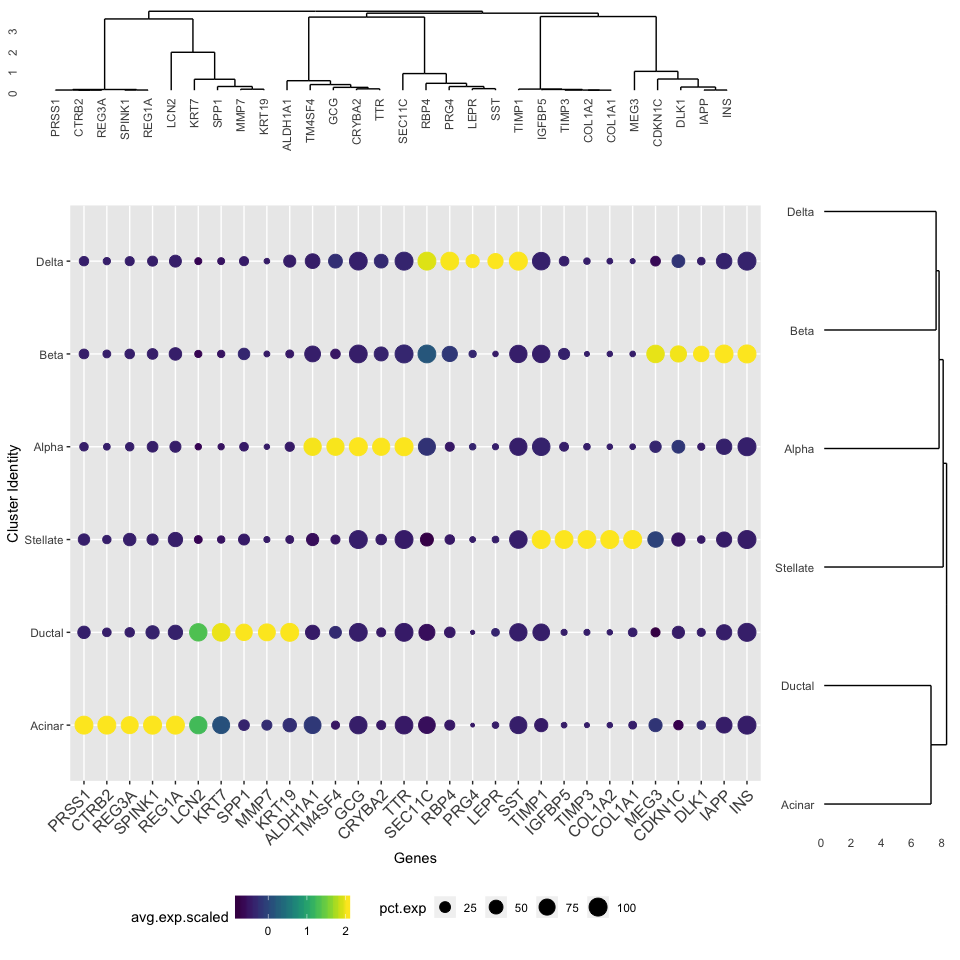 3
2
1
0
PRSS1
CTRB2
REG3A
SPINK1
REG1A
LCN2
KRT7
SPP1
MMP7
KRT19
ALDH1A1
TM4SF4
GCG
CRYBA2
TTR
SEC11C
RBP4
PRG4
LEPR
SST
TIMP1
IGFBP5
TIMP3
COL1A2
COL1A1
MEG3
CDKN1C
DLK1
IAPP
INS
Cluster Identity
Delta
Beta
Alpha
Stellate
Ductal
Acinar
PRSS1
CTRB2
REG3A
SPINK1
REG1A
LCN2
KRT7
SPP1
MMP7
KRT19
ALDH1A1
TM4SF4
GCG
CRYBA2
TTR
SEC11C
RBP4
PRG4
LEPR
SST
TIMP1
IGFBP5
TIMP3
COL1A2
COL1A1
MEG3
CDKN1C
DLK1
IAPP
INS
Genes
Delta
Beta
Alpha
Stellate
Ductal
Acinar
0 2 4 6 8
avg.exp.scaled
0 1 2
pct.exp 25 50 75 100